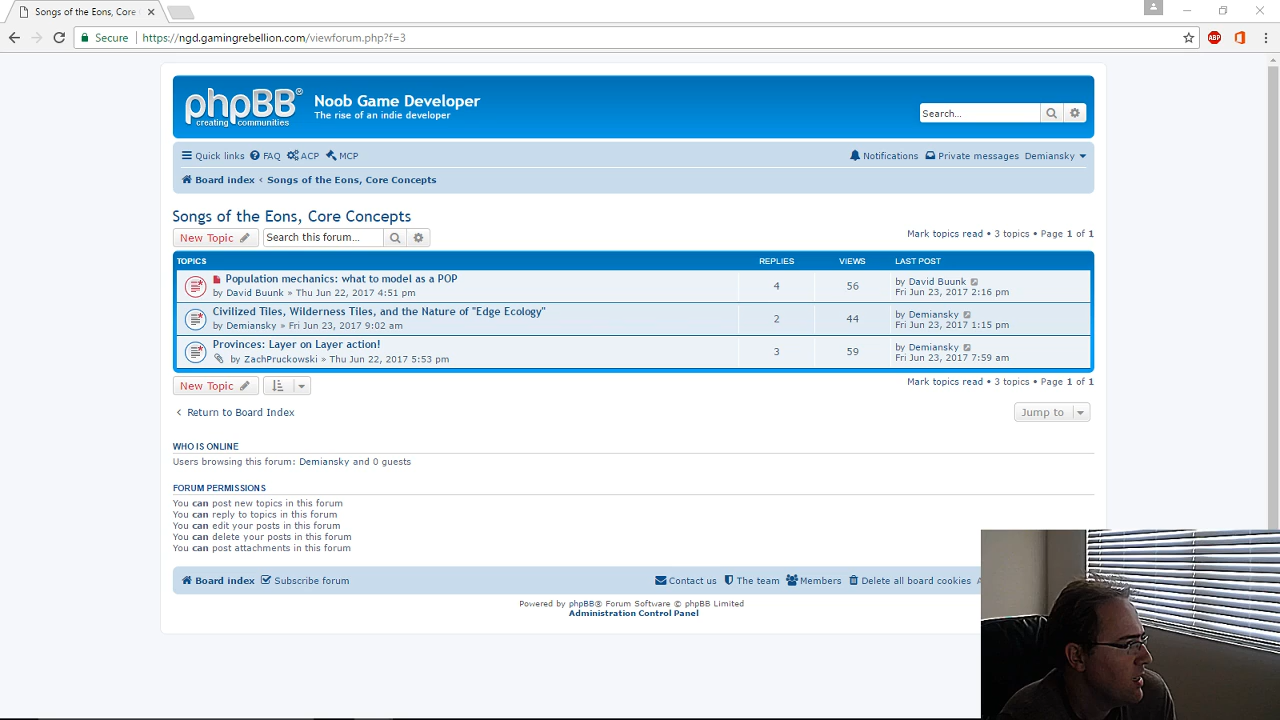 Songs of the Eons, Core
Secure https://ngd.gamingrebellion.com/viewforum.php?f=3
ABP
phpBB®
creating communities
Noob Game Developer
The rise of an indie developer
Search...
Quick links FAQ ACP MCP Notifications Private messages Demiansky
Board index ‹ Songs of the Eons, Core Concepts
Songs of the Eons, Core Concepts
New Topic Search this forum... Mark topics read • 3 topics • Page 1 of 1
TOPICS REPLIES VIEWS LAST POST
Population mechanics: what to model as a POP
by David Buunk » Thu Jun 22, 2017 4:51 pm
4 56
by David Buunk
Fri Jun 23, 2017 2:16 pm
Civilized Tiles, Wilderness Tiles, and the Nature of "Edge Ecology"
by Demiansky » Fri Jun 23, 2017 9:02 am
2 44
by Demiansky
Fri Jun 23, 2017 1:15 pm
Provinces: Layer on Layer action!
by ZachPruckowski » Thu Jun 22, 2017 5:53 pm
3 59
by Demiansky
Fri Jun 23, 2017 7:59 am
New Topic Mark topics read • 3 topics • Page 1 of 1
Return to Board Index Jump to
WHO IS ONLINE
Users browsing this forum: Demiansky and 0 guests
FORUM PERMISSIONS
You can post new topics in this forum
You can reply to topics in this forum
You can edit your posts in this forum
You can delete your posts in this forum
You can post attachments in this forum
Board index Subscribe forum Contact us The team Members Delete all board cookies
Powered by phpBB® Forum Software © phpBB Limited
Administration Control Panel